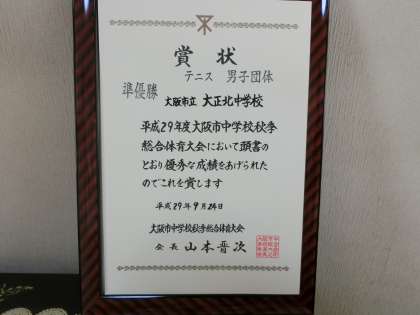 賞状
テニス 男子団体
準優勝
大阪市立 大正北中学校
平成29年度大阪市中学校秋季
総合体育大会において頭書の
とおり優秀な成績をあげられた
のでこれを賞します
平成29年9月24日
大阪市中学校秋季総合体育大会
会長 山本晋次